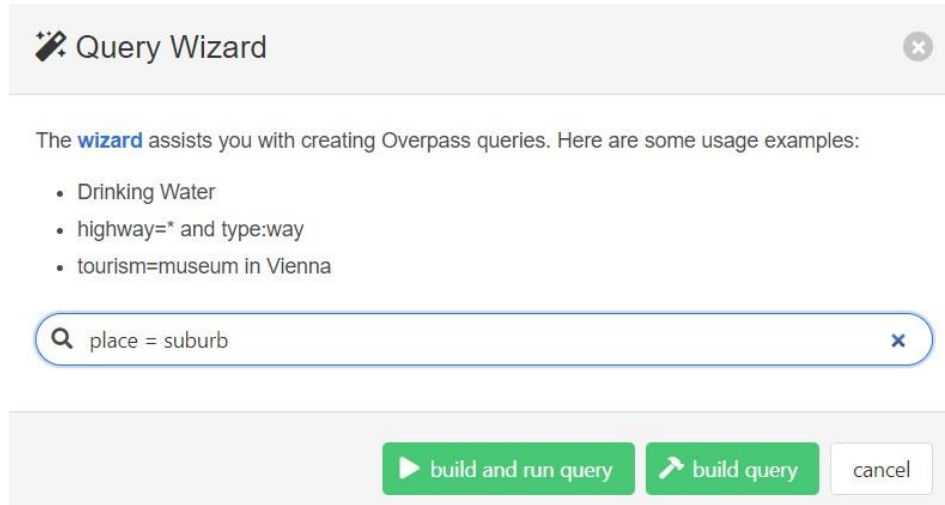 Query Wizard
The wizard assists you with creating Overpass queries. Here are some usage examples:
• Drinking Water
• highway=* and type:way
• tourism=museum in Vienna
place = suburb
build and run query build query cancel